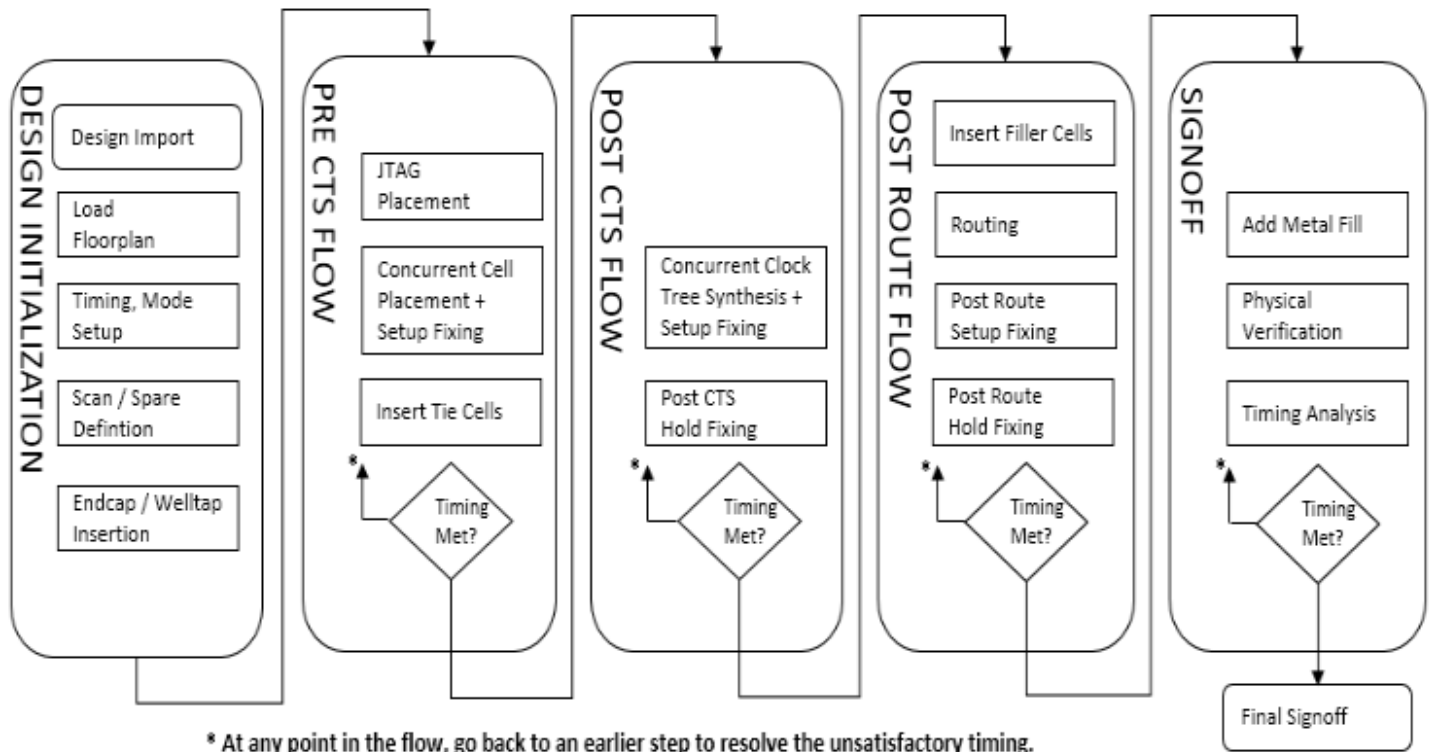 DESIGN INITIALIZATION
Design Import
Load
Floorplan
Timing, Mode
Setup
Scan / Spare
Defintion
Endcap / Welltap
Insertion
PRE CTS FLOW
JTAG
Placement
Concurrent Cell
Placement +
Setup Fixing
Insert Tie Cells
*
Timing
Met?
POST CTS FLOW
Concurrent Clock
Tree Synthesis +
Setup Fixing
Post CTS
Hold Fixing
*
Timing
Met?
POST ROUTE FLOW
Insert Filler Cells
Routing
Post Route
Setup Fixing
Post Route
Hold Fixing
*
Timing
Met?
SIGNOFF
Add Metal Fill
Physical
Verification
Timing Analysis
*
Timing
Met?
Final Signoff
* At any point in the flow, go back to an earlier step to resolve the unsatisfactory timing.